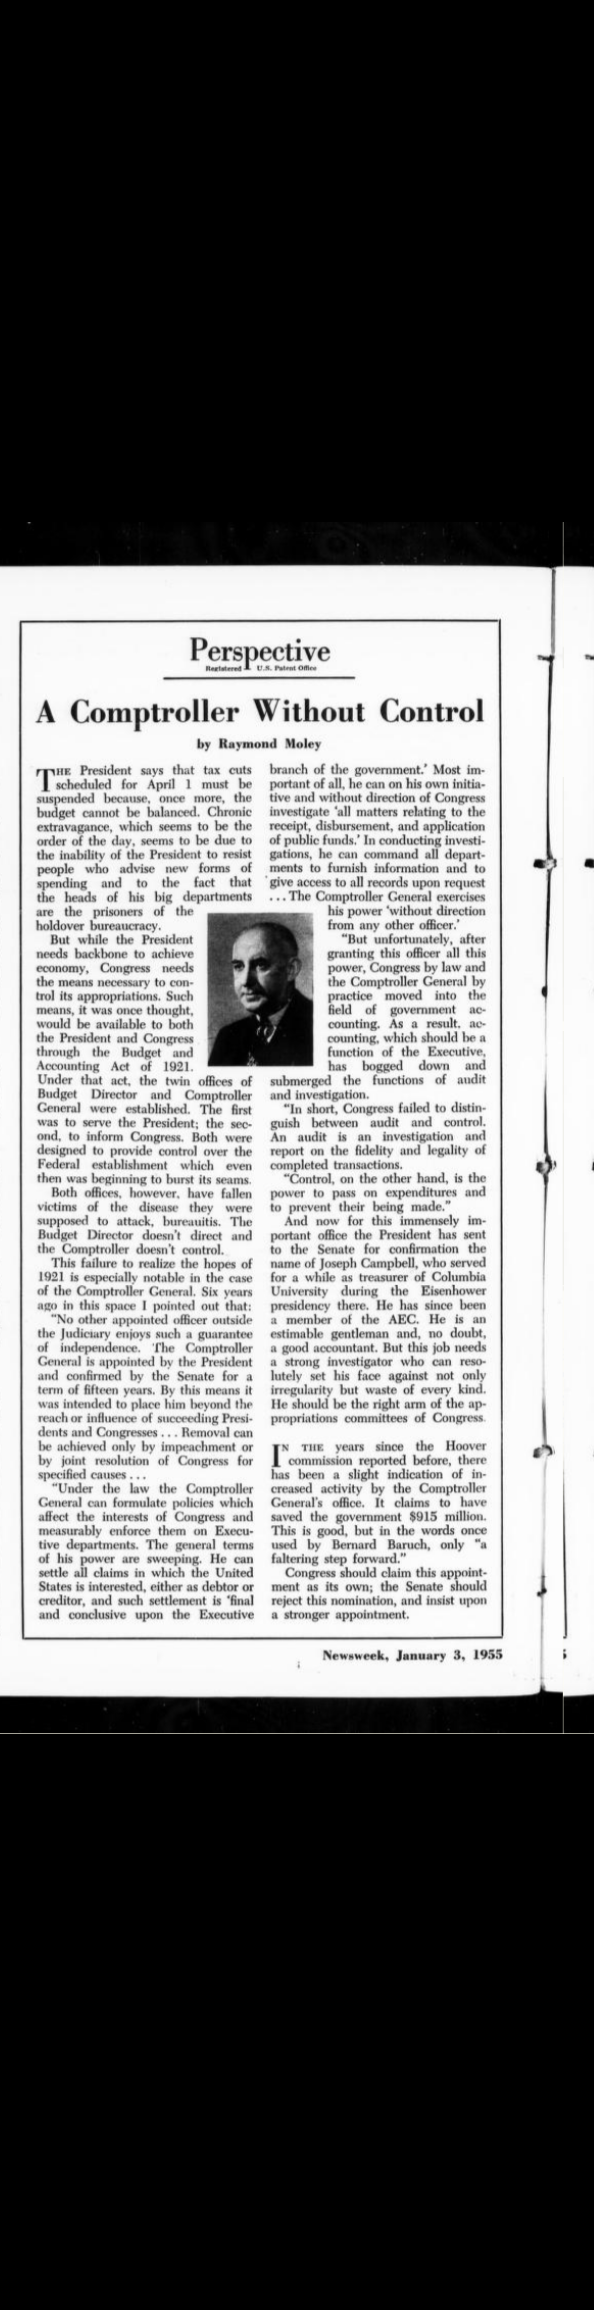 Perspective
Registered U.S. Patent Office
A Comptroller Without Control
by Raymond Moley
THE President says that tax cuts
scheduled for April 1 must be
suspended because, once more, the
budget cannot be balanced. Chronic
extravagance, which seems to be the
order of the day, seems to be due to
the inability of the President to resist
people who advise new forms of
spending and to the fact that
the heads of his big departments
are the prisoners of the
holdover bureaucracy.
But while the President
needs backbone to achieve
economy, Congress needs
the means necessary to con-
trol its appropriations. Such
means, it was once thought,
would be available to both
the President and Congress
through the Budget and
Accounting Act of 1921.
Under that act, the twin offices of
Budget Director and Comptroller
General were established. The first
was to serve the President; the sec-
ond, to inform Congress. Both were
designed to provide control over the
Federal establishment which even
then was beginning to burst its seams.
Both offices, however, have fallen
victims of the disease they were
supposed to attack, bureauitis. The
Budget Director doesn't direct and
the Comptroller doesn't control.
This failure to realize the hopes of
1921 is especially notable in the case
of the Comptroller General. Six years
ago in this space I pointed out that:
"No other appointed officer outside
the Judiciary enjoys such a guarantee
of independence. The Comptroller
General is appointed by the President
and confirmed by the Senate for a
term of fifteen years. By this means it
was intended to place him beyond the
reach or influence of succeeding Presi-
dents and Congresses . . . Removal can
be achieved only by impeachment or
by joint resolution of Congress for
specified causes . . .
"Under the law the Comptroller
General can formulate policies which
affect the interests of Congress and
measurably enforce them on Execu-
tive departments. The general terms
of his power are sweeping. He can
settle all claims in which the United
States is interested, either as debtor or
creditor, and such settlement is 'final
and conclusive upon the Executive
branch of the government.' Most im-
portant of all, he can on his own initia-
tive and without direction of Congress
investigate 'all matters relating to the
receipt, disbursement, and application
of public funds.' In conducting investi-
gations, he can command all depart-
ments to furnish information and to
give access to all records upon request
. . . The Comptroller General exercises
his power 'without direction
from any other officer.'
"But unfortunately, after
granting this officer all this
power, Congress by law and
the Comptroller General by
practice moved into the
field of government ac-
counting. As a result, ac-
counting, which should be a
function of the Executive,
has bogged down and
submerged the functions of audit
and investigation.
"In short, Congress failed to distin-
guish between audit and control.
An audit is an investigation and
report on the fidelity and legality of
completed transactions.
"Control, on the other hand, is the
power to pass on expenditures and
to prevent their being made."
And now for this immensely im-
portant office the President has sent
to the Senate for confirmation the
name of Joseph Campbell, who served
for a while as treasurer of Columbia
University during the Eisenhower
presidency there. He has since been
a member of the AEC. He is an
estimable gentleman and, no doubt,
a good accountant. But this job needs
a strong investigator who can reso-
lutely set his face against not only
irregularity but waste of every kind.
He should be the right arm of the ap-
propriations committees of Congress.
IN THE years since the Hoover
commission reported before, there
has been a slight indication of in-
creased activity by the Comptroller
General's office. It claims to have
saved the government $915 million.
This is good, but in the words once
used by Bernard Baruch, only "a
faltering step forward."
Congress should claim this appoint-
ment as its own; the Senate should
reject this nomination, and insist upon
a stronger appointment.
Newsweek, January 3, 1955